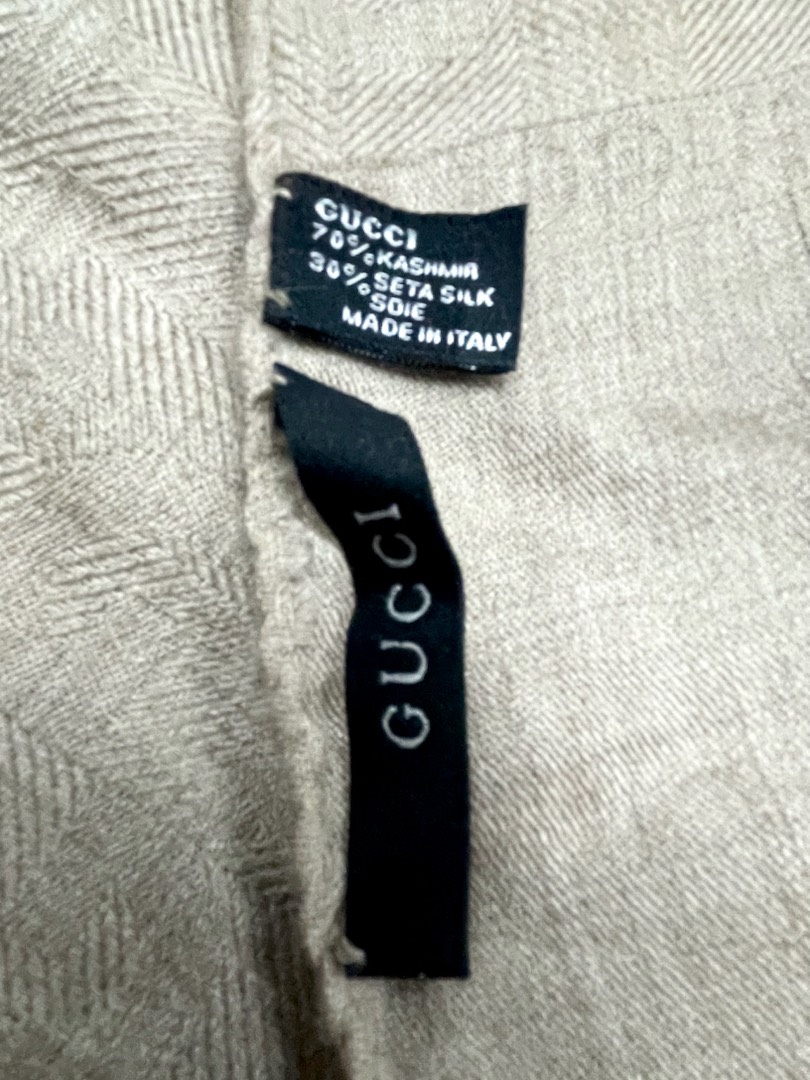 GUCCI
70% KASHMIR
30% SETA SILK
SOIE
MADE IN ITALY
GUCCI